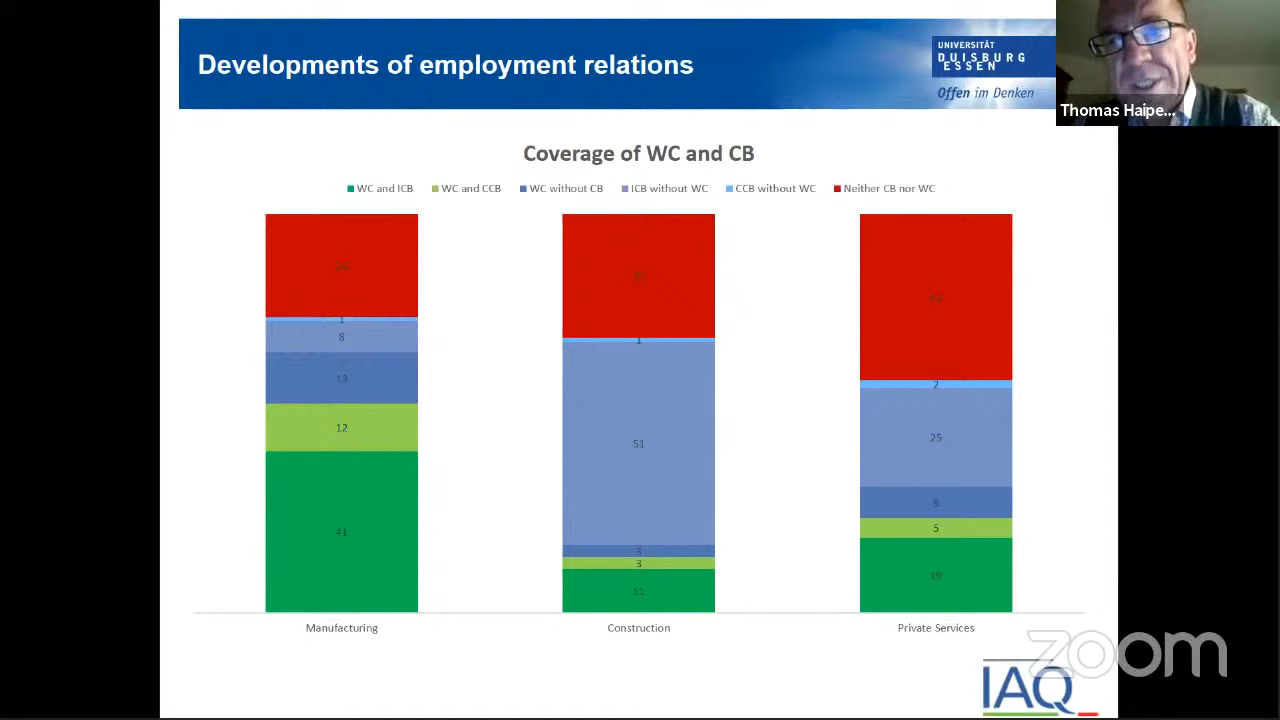 Developments of employment relations
UNIVERSITÄT
DUISBURG
ESSEN
Offen im Denken
Thomas Haipe...
Coverage of WC and CB
WC and ICB WC and CCB WC without CB ICB without WC CCB without WC Neither CB nor WC
26
1
8
13
12
41
1
51
3
3
2
25
8
5
19
Manufacturing Construction Private Services
zoom
IAQ